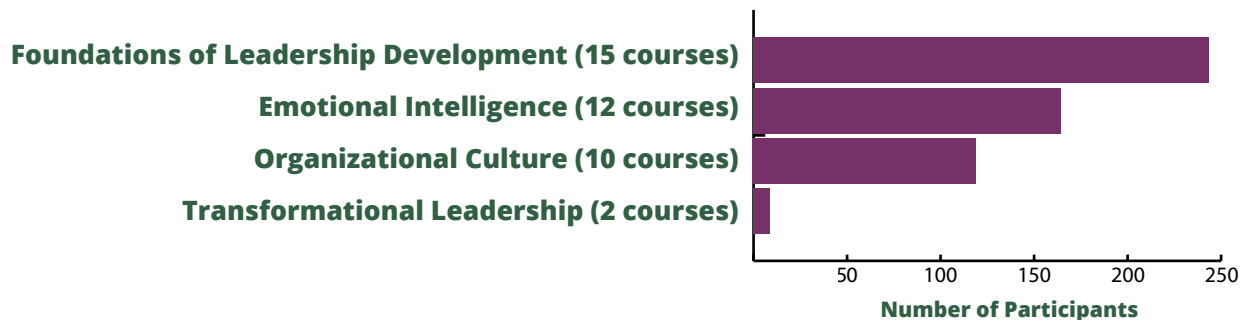 Foundations of Leadership Development (15 courses)
Emotional Intelligence (12 courses)
Organizational Culture (10 courses)
Transformational Leadership (2 courses)
50 100 150 200 250
Number of Participants